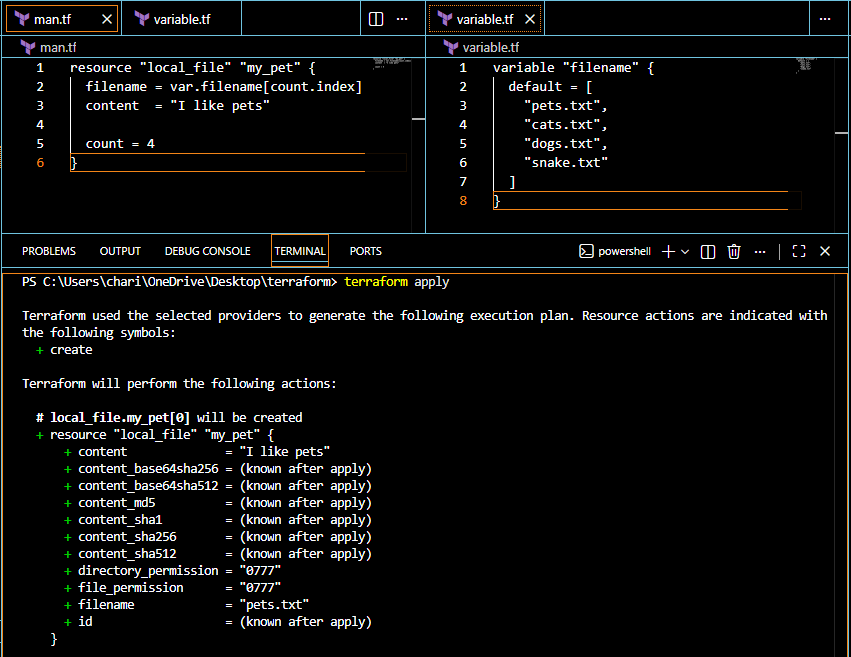 man.tf
variable.tf
...
variable.tf
...
man.tf
1 resource "local_file" "my_pet" {
2 filename = var.filename[count.index]
3 content = "I like pets"
4
5 count = 4
6 }
variable.tf
1 variable "filename" {
2 default = [
3 "pets.txt",
4 "cats.txt",
5 "dogs.txt",
6 "snake.txt"
7 ]
8 }
PROBLEMS OUTPUT DEBUG CONSOLE TERMINAL PORTS powershell ...
PS C:\Users\chari\OneDrive\Desktop\terraform> terraform apply
Terraform used the selected providers to generate the following execution plan. Resource actions are indicated with
the following symbols:
+ create
Terraform will perform the following actions:
# local_file.my_pet[0] will be created
+ resource "local_file" "my_pet" {
+ content = "I like pets"
+ content_base64sha256 = (known after apply)
+ content_base64sha512 = (known after apply)
+ content_md5 = (known after apply)
+ content_sha1 = (known after apply)
+ content_sha256 = (known after apply)
+ content_sha512 = (known after apply)
+ directory_permission = "0777"
+ file_permission = "0777"
+ filename = "pets.txt"
+ id = (known after apply)
}